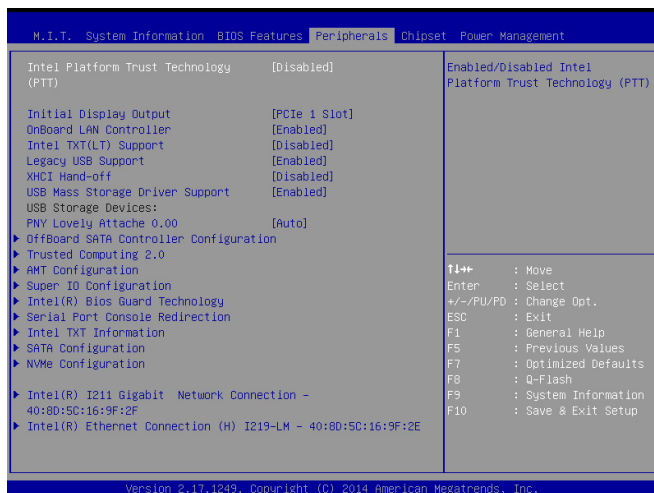 M.I.T. System Information BIOS Features Peripherals Chipset Power Management
Intel Platform Trust Technology (PTT) [Disabled]
Initial Display Output [PCIe 1 Slot]
OnBoard LAN Controller [Enabled]
Intel TXT(LT) Support [Disabled]
Legacy USB Support [Enabled]
XHCI Hand-off [Disabled]
USB Mass Storage Driver Support [Enabled]
USB Storage Devices:
PNY Lovely Attache 0.00 [Auto]
OffBoard SATA Controller Configuration
Trusted Computing 2.0
AMT Configuration
Super IO Configuration
Intel(R) Bios Guard Technology
Serial Port Console Redirection
Intel TXT Information
SATA Configuration
NVMe Configuration
Intel(R) I211 Gigabit Network Connection -
40:8D:5C:16:9F:2F
Intel(R) Ethernet Connection (H) I219-LM - 40:8D:5C:16:9F:2E
Enabled/Disabled Intel
Platform Trust Technology (PTT)
↑↓→← : Move
Enter : Select
+/-/PU/PD : Change Opt.
ESC : Exit
F1 : General Help
F5 : Previous Values
F7 : Optimized Defaults
F8 : Q-Flash
F9 : System Information
F10 : Save & Exit Setup
Version 2.17.1249. Copyright (C) 2014 American Megatrends, Inc.